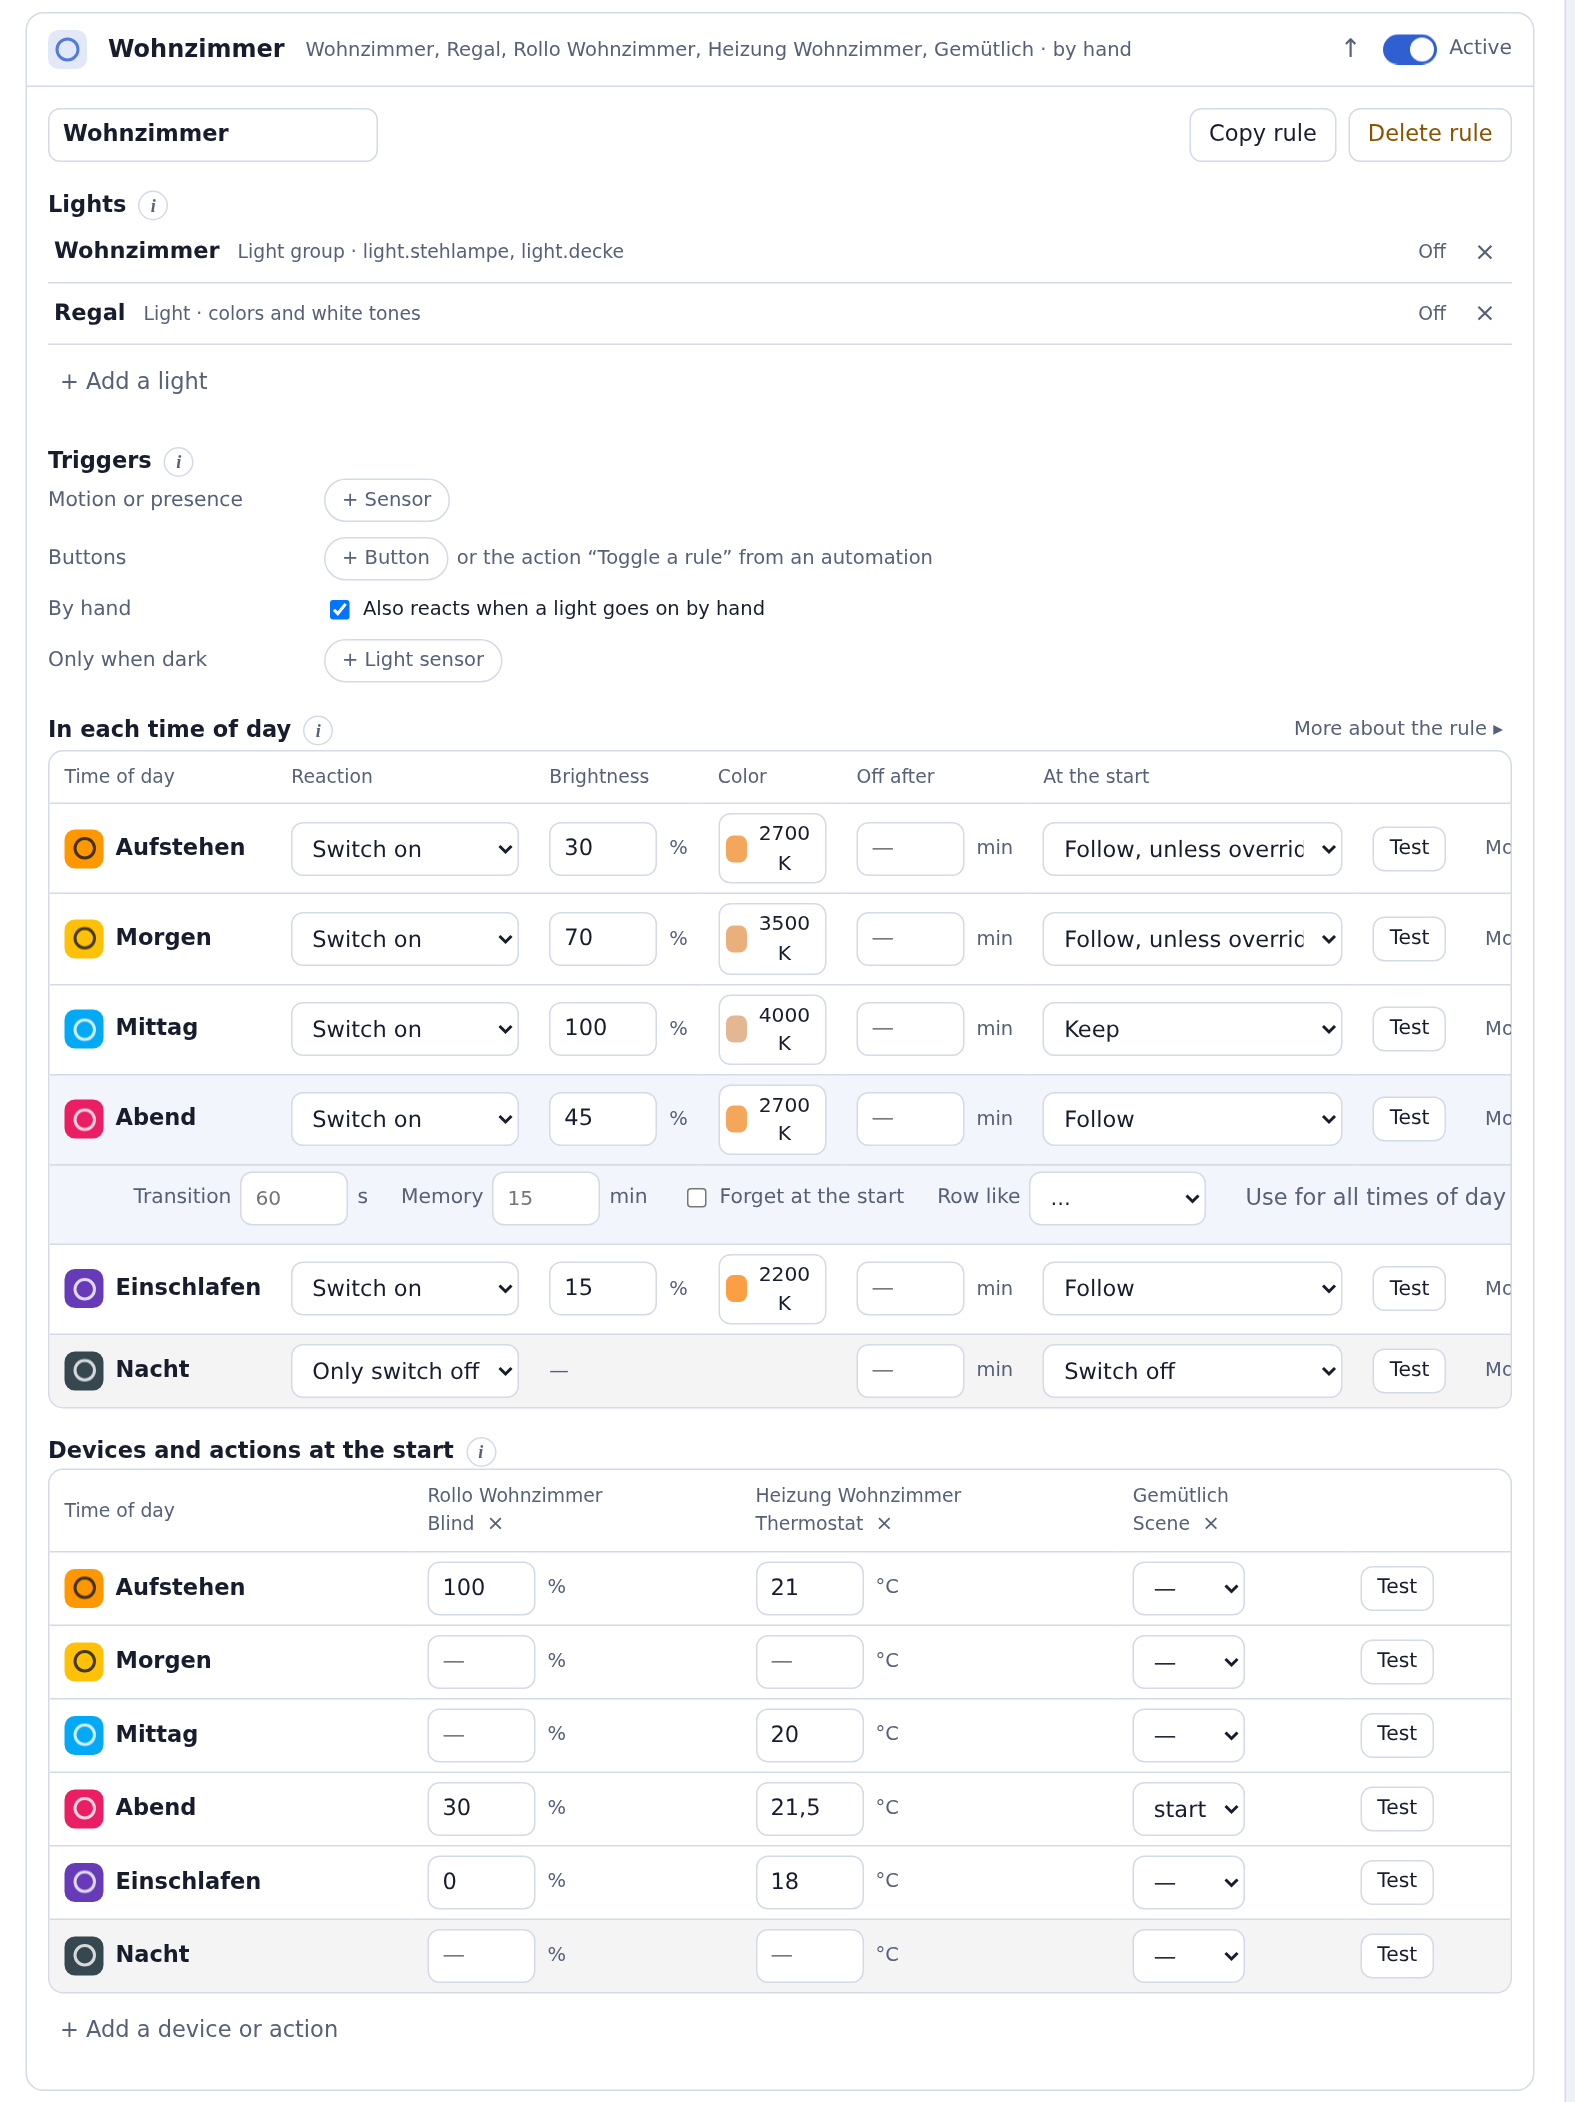 Wohnzimmer Wohnzimmer, Regal, Rollo Wohnzimmer, Heizung Wohnzimmer, Gemütlich · by hand ↑ Active
Wohnzimmer Copy rule Delete rule
Lights i
Wohnzimmer Light group · light.stehlampe, light.decke Off ×
Regal Light · colors and white tones Off ×
+ Add a light
Triggers i
Motion or presence + Sensor
Buttons + Button or the action “Toggle a rule” from an automation
By hand Also reacts when a light goes on by hand
Only when dark + Light sensor
In each time of day i More about the rule ▸
Time of day Reaction Brightness Color Off after At the start
Aufstehen Switch on 30 % 2700 K — min Follow, unless overrid Test Mo
Morgen Switch on 70 % 3500 K — min Follow, unless overrid Test Mo
Mittag Switch on 100 % 4000 K — min Keep Test Mo
Abend Switch on 45 % 2700 K — min Follow Test Mo
Transition 60 s Memory 15 min Forget at the start Row like ... Use for all times of day
Einschlafen Switch on 15 % 2200 K — min Follow Test Mo
Nacht Only switch off — — min Switch off Test Mo
Devices and actions at the start i
Time of day Rollo Wohnzimmer Blind × Heizung Wohnzimmer Thermostat × Gemütlich Scene ×
Aufstehen 100 % 21 °C — Test
Morgen — % — °C — Test
Mittag — % 20 °C — Test
Abend 30 % 21,5 °C start Test
Einschlafen 0 % 18 °C — Test
Nacht — % — °C — Test
+ Add a device or action